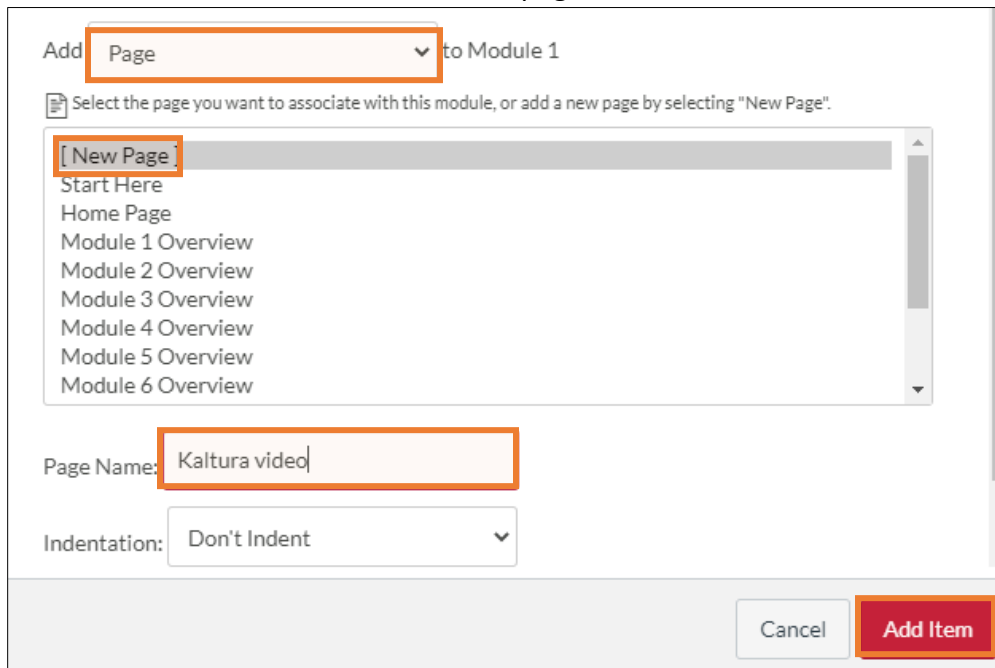 Add Page to Module 1
Select the page you want to associate with this module, or add a new page by selecting "New Page".
[ New Page ]
Start Here
Home Page
Module 1 Overview
Module 2 Overview
Module 3 Overview
Module 4 Overview
Module 5 Overview
Module 6 Overview
Page Name: Kaltura video
Indentation: Don't Indent
Cancel Add Item